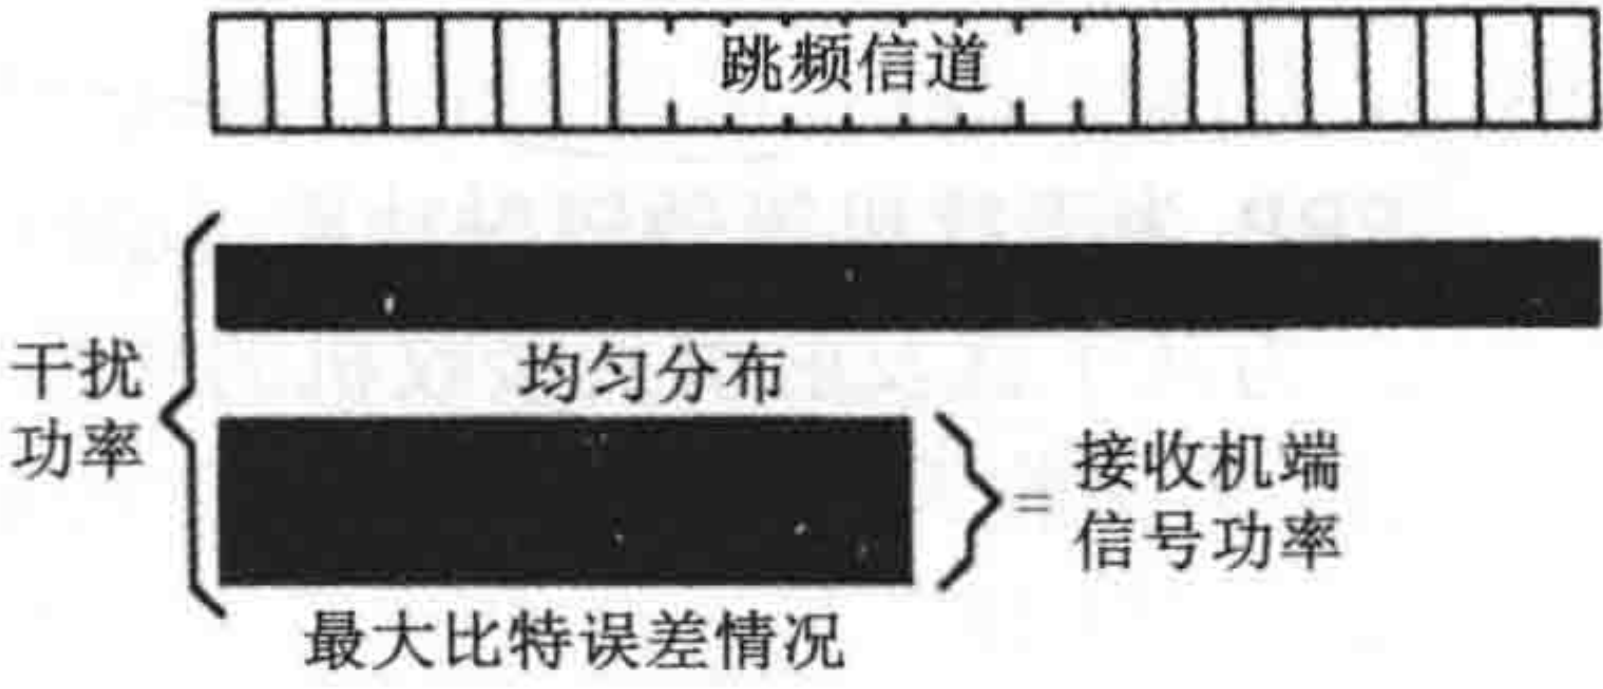 跳频信道
干扰
功率
均匀分布
=
接收机端
信号功率
最大比特误差情况